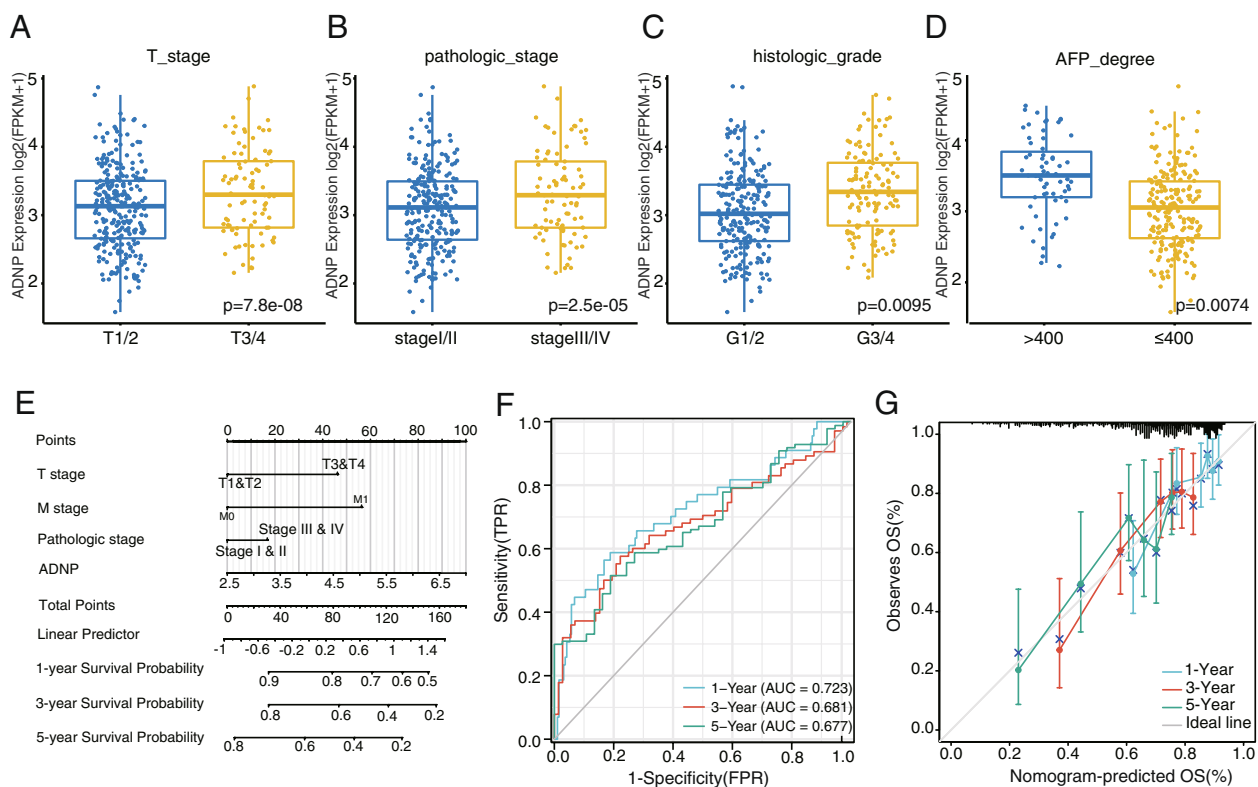 A
T_stage
ADNP Expression log2(FPKM+1)
5
4
3
2
p=7.8e-08
T1/2
T3/4
B
pathologic_stage
ADNP Expression log2(FPKM+1)
5
4
3
2
p=2.5e-05
stageI/II
stageIII/IV
C
histologic_grade
ADNP Expression log2(FPKM+1)
5
4
3
2
p=0.0095
G1/2
G3/4
D
AFP_degree
ADNP Expression log2(FPKM+1)
5
4
3
2
p=0.0074
>400
≤400
E
Points
0 20 40 60 80 100
T stage
T3&T4
T1&T2
M stage
M1
M0
Pathologic stage
Stage III & IV
Stage I & II
ADNP
2.5 3.5 4.5 5.5 6.5
Total Points
0 40 80 120 160
Linear Predictor
-1 -0.6 -0.2 0.2 0.6 1 1.4
1-year Survival Probability
0.9 0.8 0.7 0.6 0.5
3-year Survival Probability
0.8 0.6 0.4 0.2
5-year Survival Probability
0.8 0.6 0.4 0.2
F
Sensitivity(TPR)
1.0
0.8
0.6
0.4
0.2
0.0
1−Year (AUC = 0.723)
3−Year (AUC = 0.681)
5−Year (AUC = 0.677)
0.0 0.2 0.4 0.6 0.8 1.0
1-Specificity(FPR)
G
Observes OS(%)
1.0
0.8
0.6
0.4
0.2
0.0
1-Year
3-Year
5-Year
Ideal line
0.0 0.2 0.4 0.6 0.8 1.0
Nomogram-predicted OS(%)